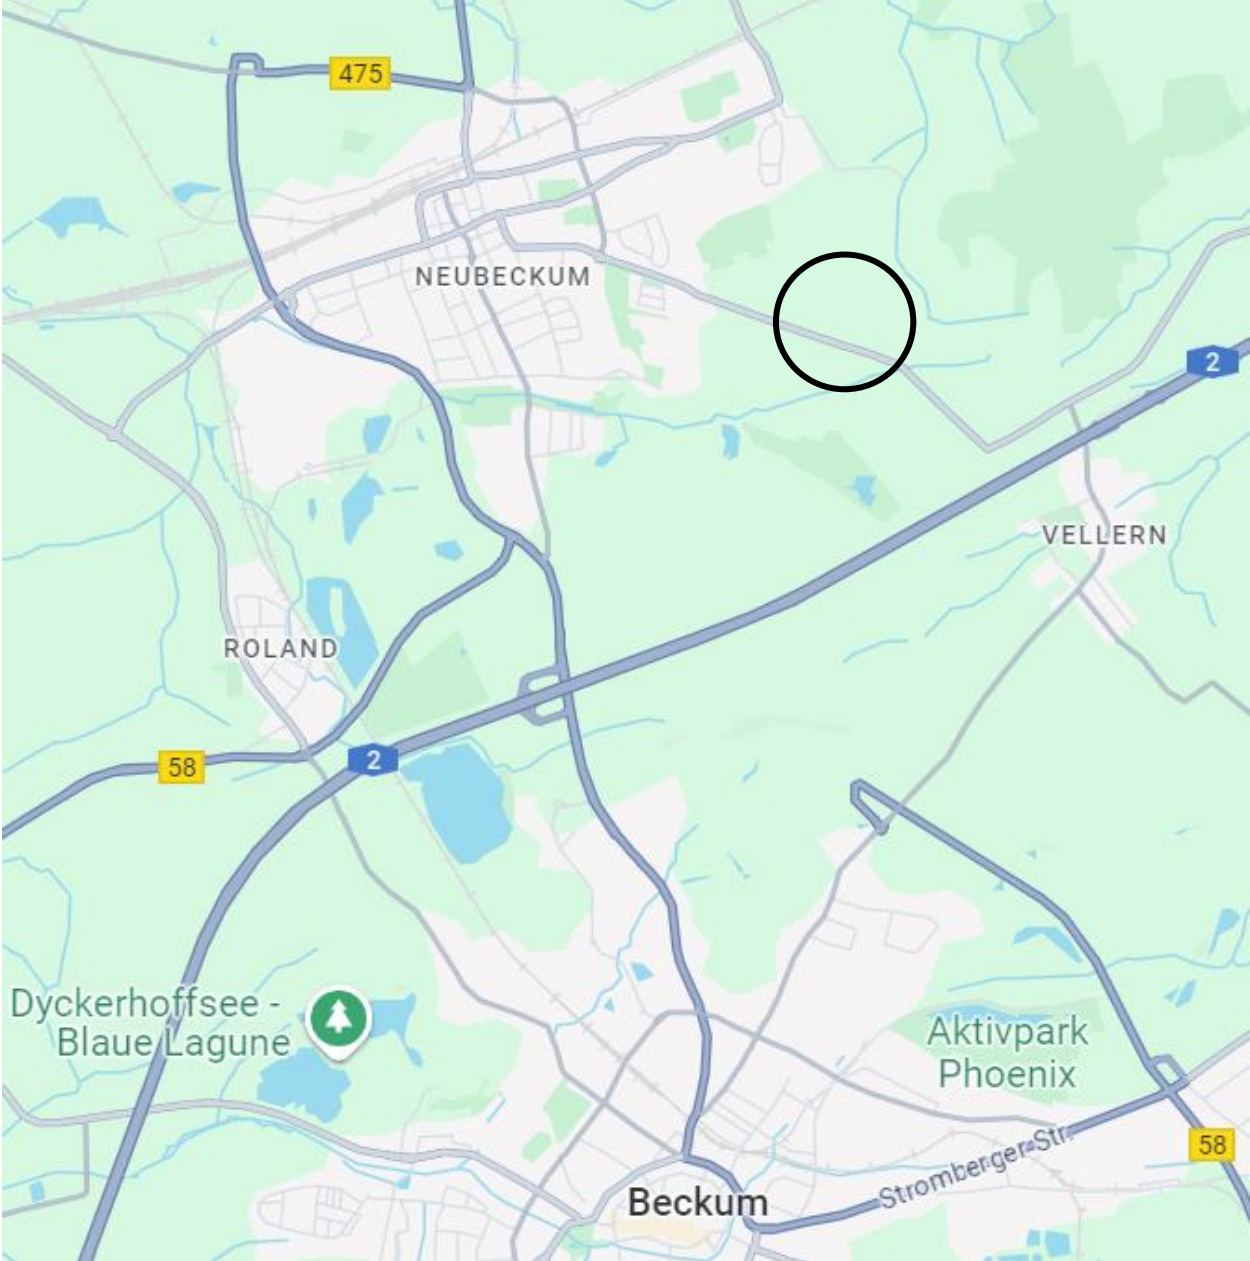 475
NEUBECKUM
2
VELLERN
ROLAND
58
2
Dyckerhoffsee -
Blaue Lagune
Aktivpark
Phoenix
58
Stromberger Str.
Beckum